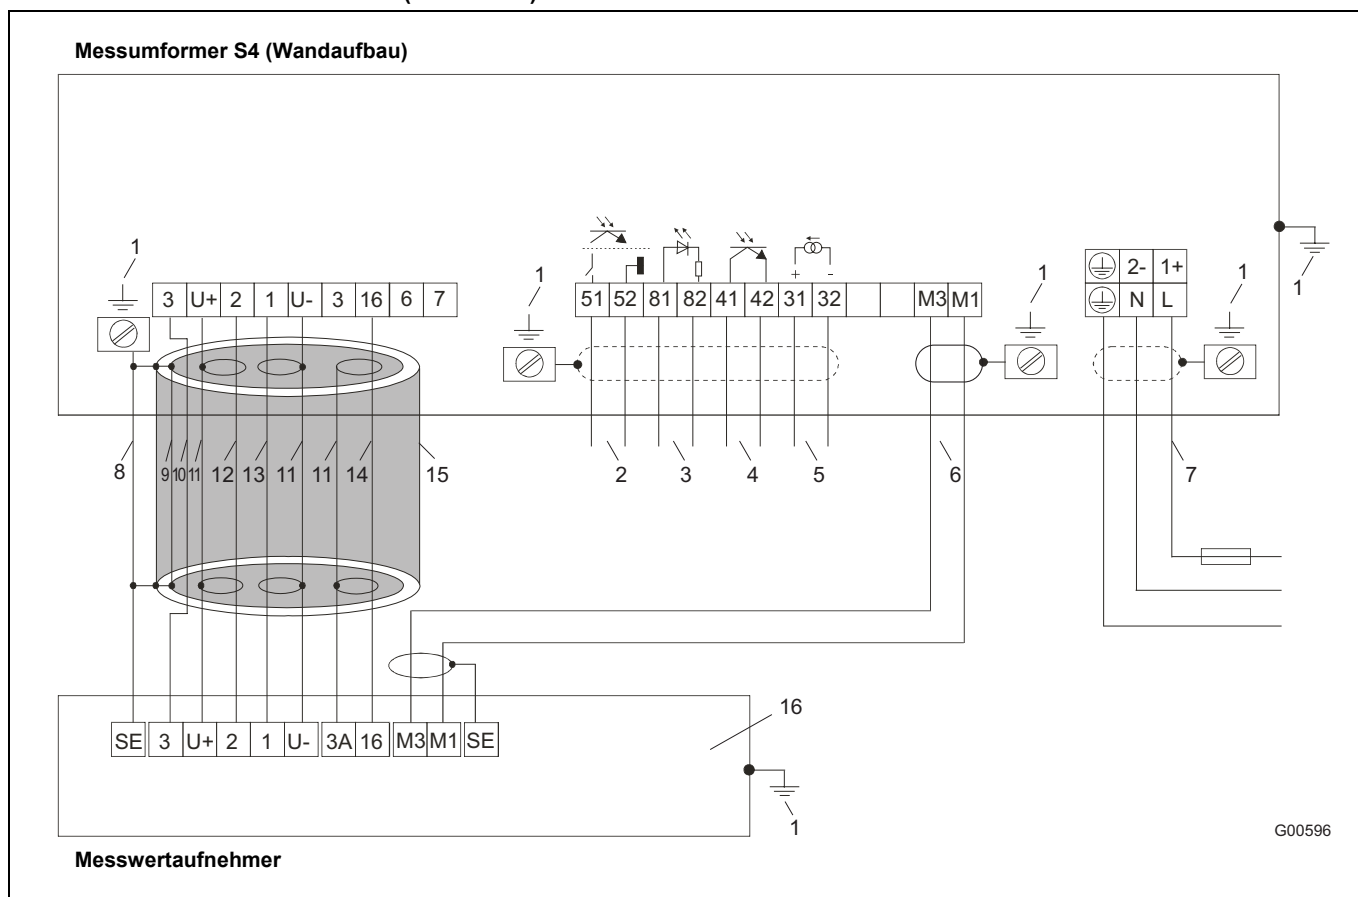 Messumformer S4 (Wandaufbau)
1
1
1
1
1
2- 1+
N L
3 U+ 2 1 U- 3 16 6 7
+ -
51 52 81 82 41 42 31 32 M3 M1
8 9 10 11 12 13 11 11 14 15
2 3 4 5 6 7
SE 3 U+ 2 1 U- 3A 16 M3 M1 SE
16
1
G00596
Messwertaufnehmer